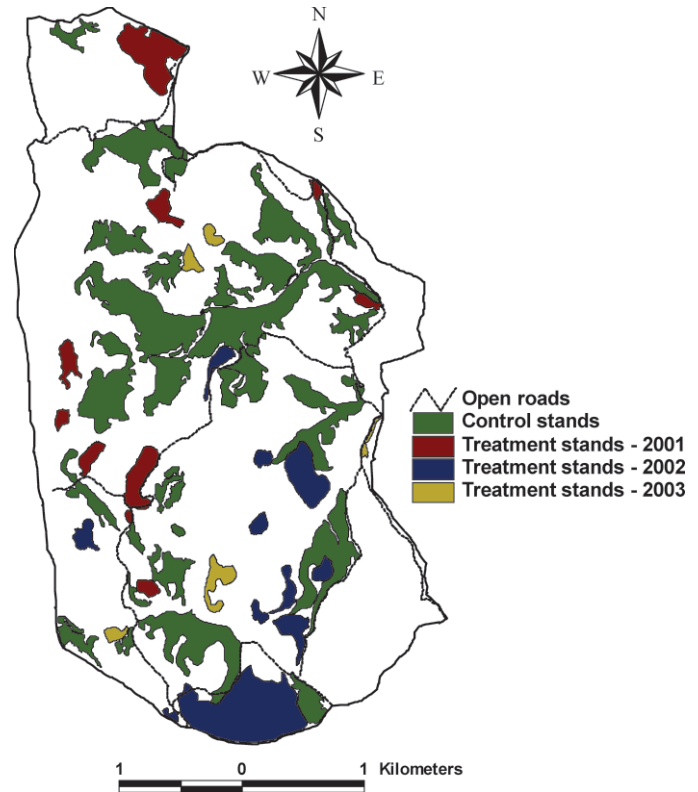 N
W E
S
Open roads
Control stands
Treatment stands - 2001
Treatment stands - 2002
Treatment stands - 2003
1 0 1 Kilometers